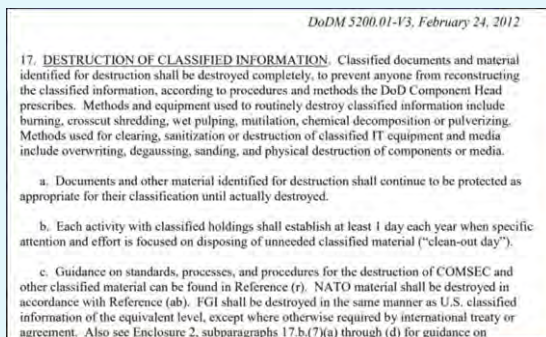 DoDM 5200.01-V3, February 24, 2012
17. DESTRUCTION OF CLASSIFIED INFORMATION. Classified documents and material
identified for destruction shall be destroyed completely, to prevent anyone from reconstructing
the classified information, according to procedures and methods the DoD Component Head
prescribes. Methods and equipment used to routinely destroy classified information include
burning, crosscut shredding, wet pulping, mutilation, chemical decomposition or pulverizing.
Methods used for clearing, sanitization or destruction of classified IT equipment and media
include overwriting, degaussing, sanding, and physical destruction of components or media.
a. Documents and other material identified for destruction shall continue to be protected as
appropriate for their classification until actually destroyed.
b. Each activity with classified holdings shall establish at least 1 day each year when specific
attention and effort is focused on disposing of unneeded classified material (“clean-out day”).
c. Guidance on standards, processes, and procedures for the destruction of COMSEC and
other classified material can be found in Reference (r). NATO material shall be destroyed in
accordance with Reference (ab). FGI shall be destroyed in the same manner as U.S. classified
information of the equivalent level, except where otherwise required by international treaty or
agreement. Also see Enclosure 2, subparagraphs 17.b.(7)(a) through (d) for guidance on